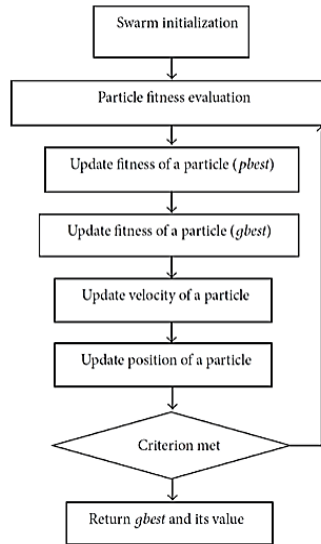 Swarm initialization
Particle fitness evaluation
Update fitness of a particle (pbest)
Update fitness of a particle (gbest)
Update velocity of a particle
Update position of a particle
Criterion met
Return gbest and its value